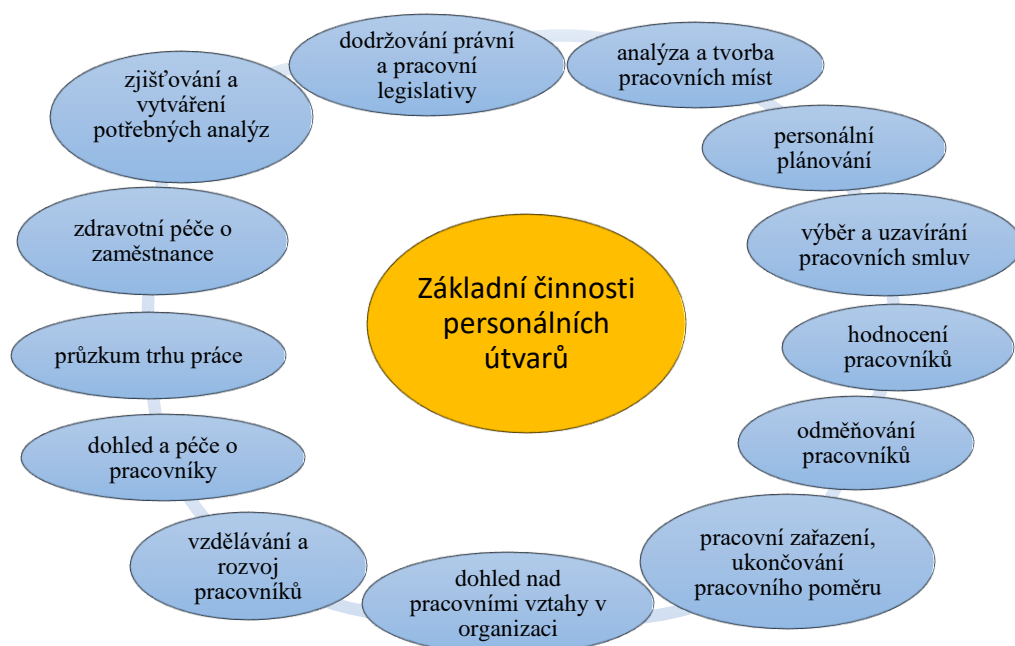 dodržování právní
a pracovní
legislativy
analýza a tvorba
pracovních míst
personální
plánování
výběr a uzavírání
pracovních smluv
hodnocení
pracovníků
odměňování
pracovníků
pracovní zařazení,
ukončování
pracovního poměru
dohled nad
pracovními vztahy v
organizaci
vzdělávání a
rozvoj
pracovníků
dohled a péče o
pracovníky
průzkum trhu práce
zdravotní péče o
zaměstnance
zjišťování a
vytváření
potřebných analýz
Základní činnosti
personálních
útvarů